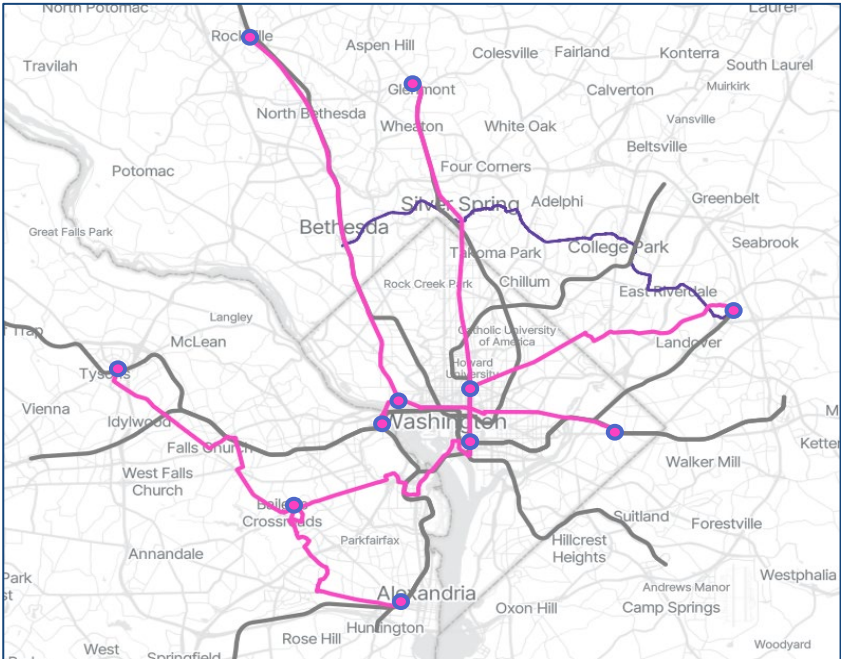 North Potomac
Laurel
Aspen Hill
Colesville
Fairland
Konterra
Travilah
South Laurel
Glenmont
Calverton
Muirkirk
North Bethesda
Wheaton
White Oak
Vansville
Beltsville
Four Corners
Potomac
Silver Spring
Adelphi
Greenbelt
Bethesda
Great Falls Park
College Park
Seabrook
Takoma Park
Rock Creek Park
Chillum
East Riverdale
Langley
Catholic University
of America
McLean
Landover
Howard
University
Tysons
Vienna
Idylwood
Washington
Falls Church
Walker Mill
West Falls
Church
Crossroads
Suitland
Forestville
Parkfairfax
Hillcrest
Heights
Annandale
Westphalia
Park
Andrews Manor
Alexandria
Oxon Hill
Camp Springs
Huntington
Rose Hill
West
Woodyard
Springfield